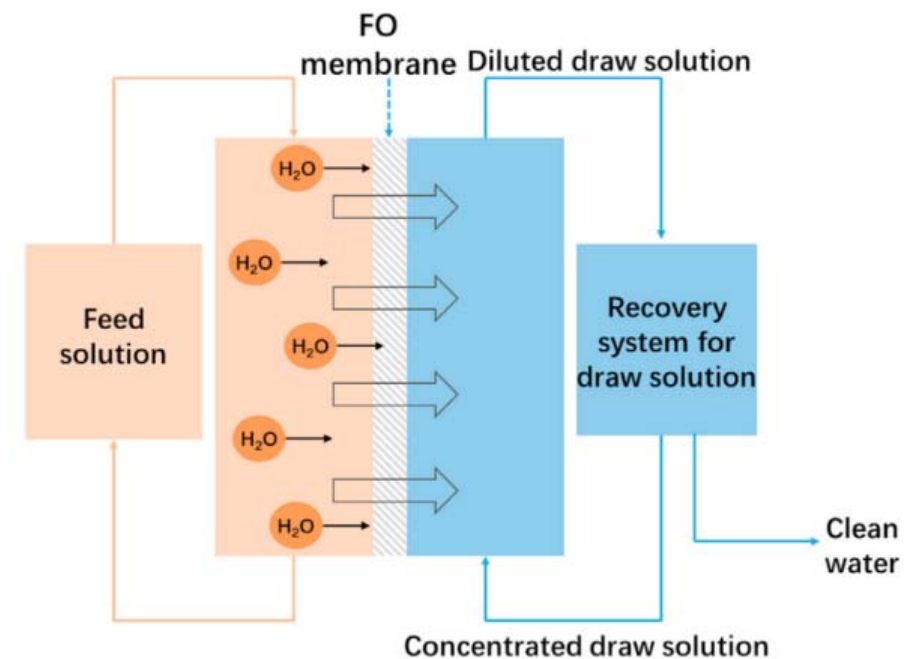 FO
membrane
Diluted draw solution
H₂O
H₂O
H₂O
H₂O
H₂O
Feed
solution
Recovery
system for
draw solution
Clean
water
Concentrated draw solution